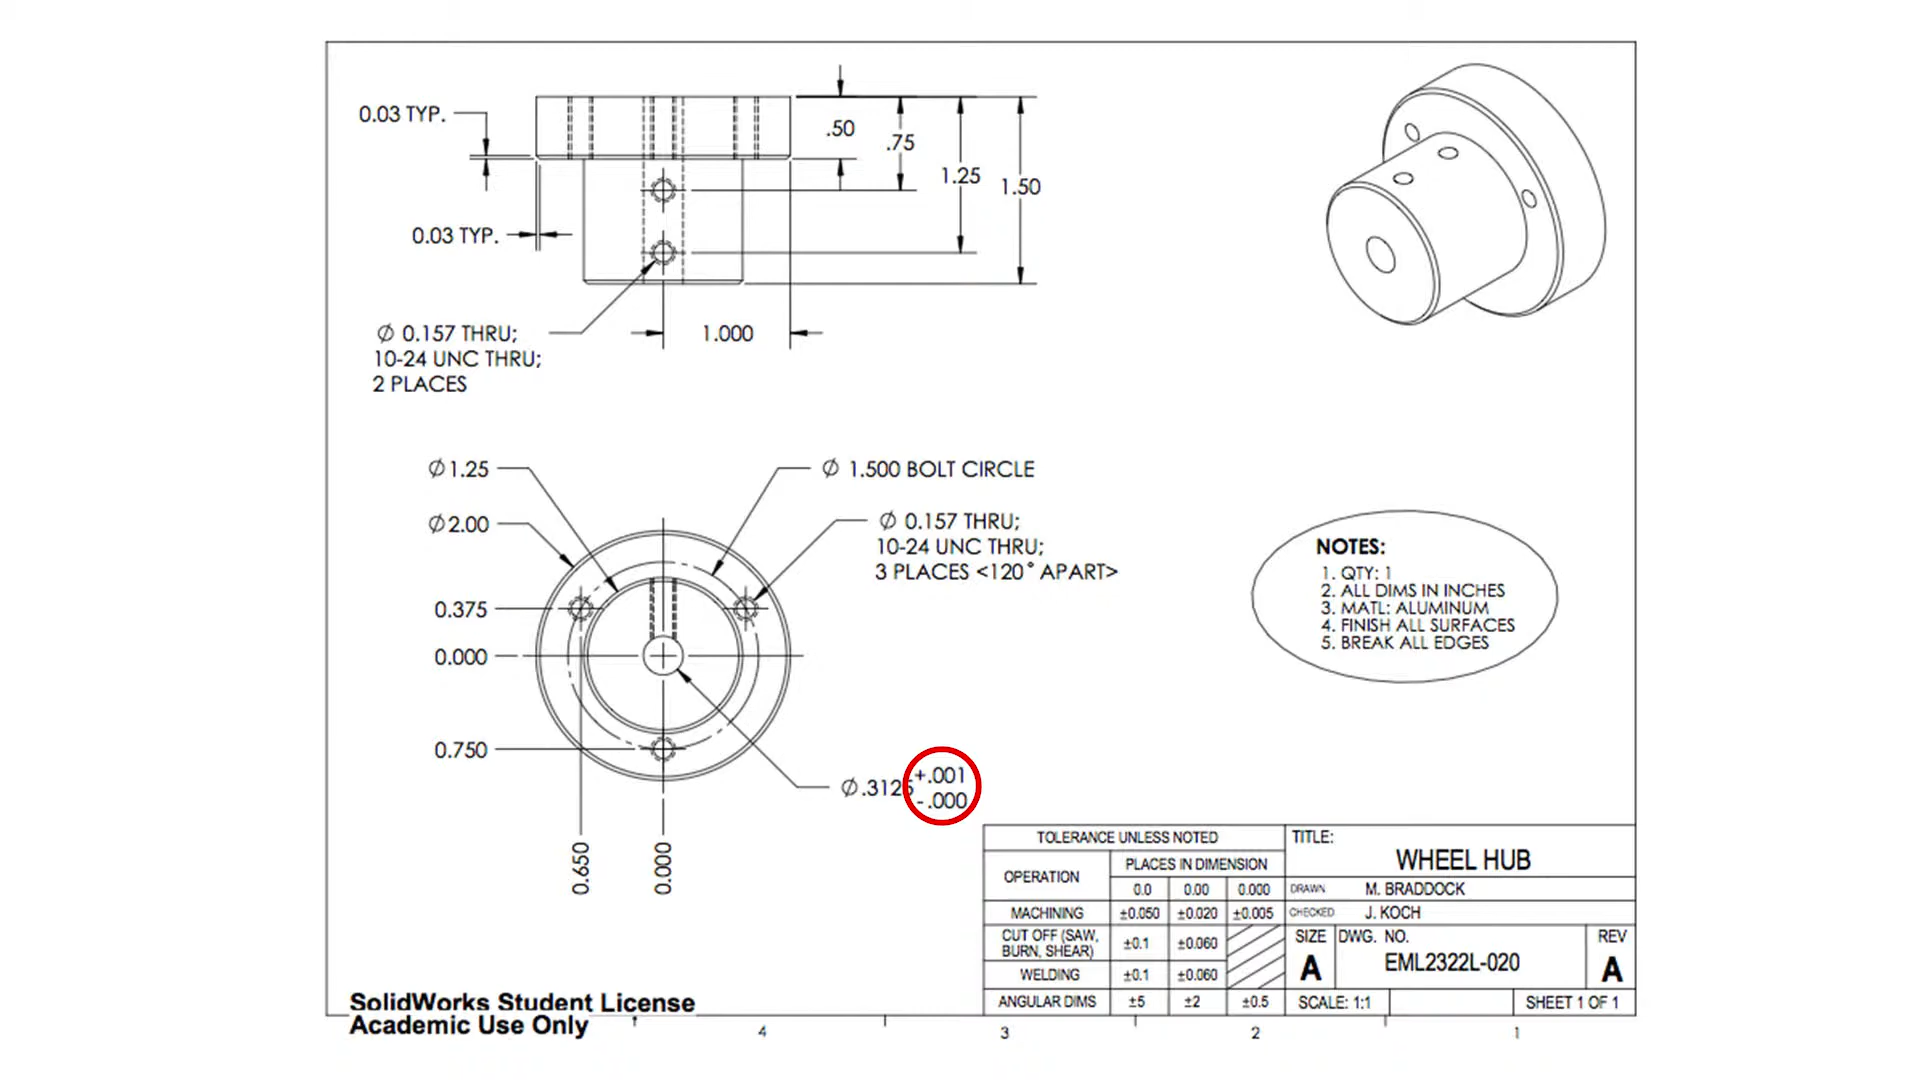 0.03 TYP.
.50
.75
1.25
1.50
0.03 TYP.
Ø 0.157 THRU;
10-24 UNC THRU;
2 PLACES
1.000
Ø1.25
Ø2.00
Ø 1.500 BOLT CIRCLE
Ø 0.157 THRU;
10-24 UNC THRU;
3 PLACES <120° APART>
0.375
0.000
0.750
0.650
0.000
Ø.3125 +.001
-.000
NOTES:
1. QTY: 1
2. ALL DIMS IN INCHES
3. MATL: ALUMINUM
4. FINISH ALL SURFACES
5. BREAK ALL EDGES
TOLERANCE UNLESS NOTED
OPERATION
PLACES IN DIMENSION
0.0 0.00 0.000
MACHINING ±0.050 ±0.020 ±0.005
CUT OFF (SAW,
BURN, SHEAR) ±0.1 ±0.060
WELDING ±0.1 ±0.060
ANGULAR DIMS ±5 ±2 ±0.5
TITLE:
WHEEL HUB
DRAWN M. BRADDOCK
CHECKED J. KOCH
SIZE
A
DWG. NO.
EML2322L-020
REV
A
SCALE: 1:1
SHEET 1 OF 1
SolidWorks Student License
Academic Use Only
4 3 2 1